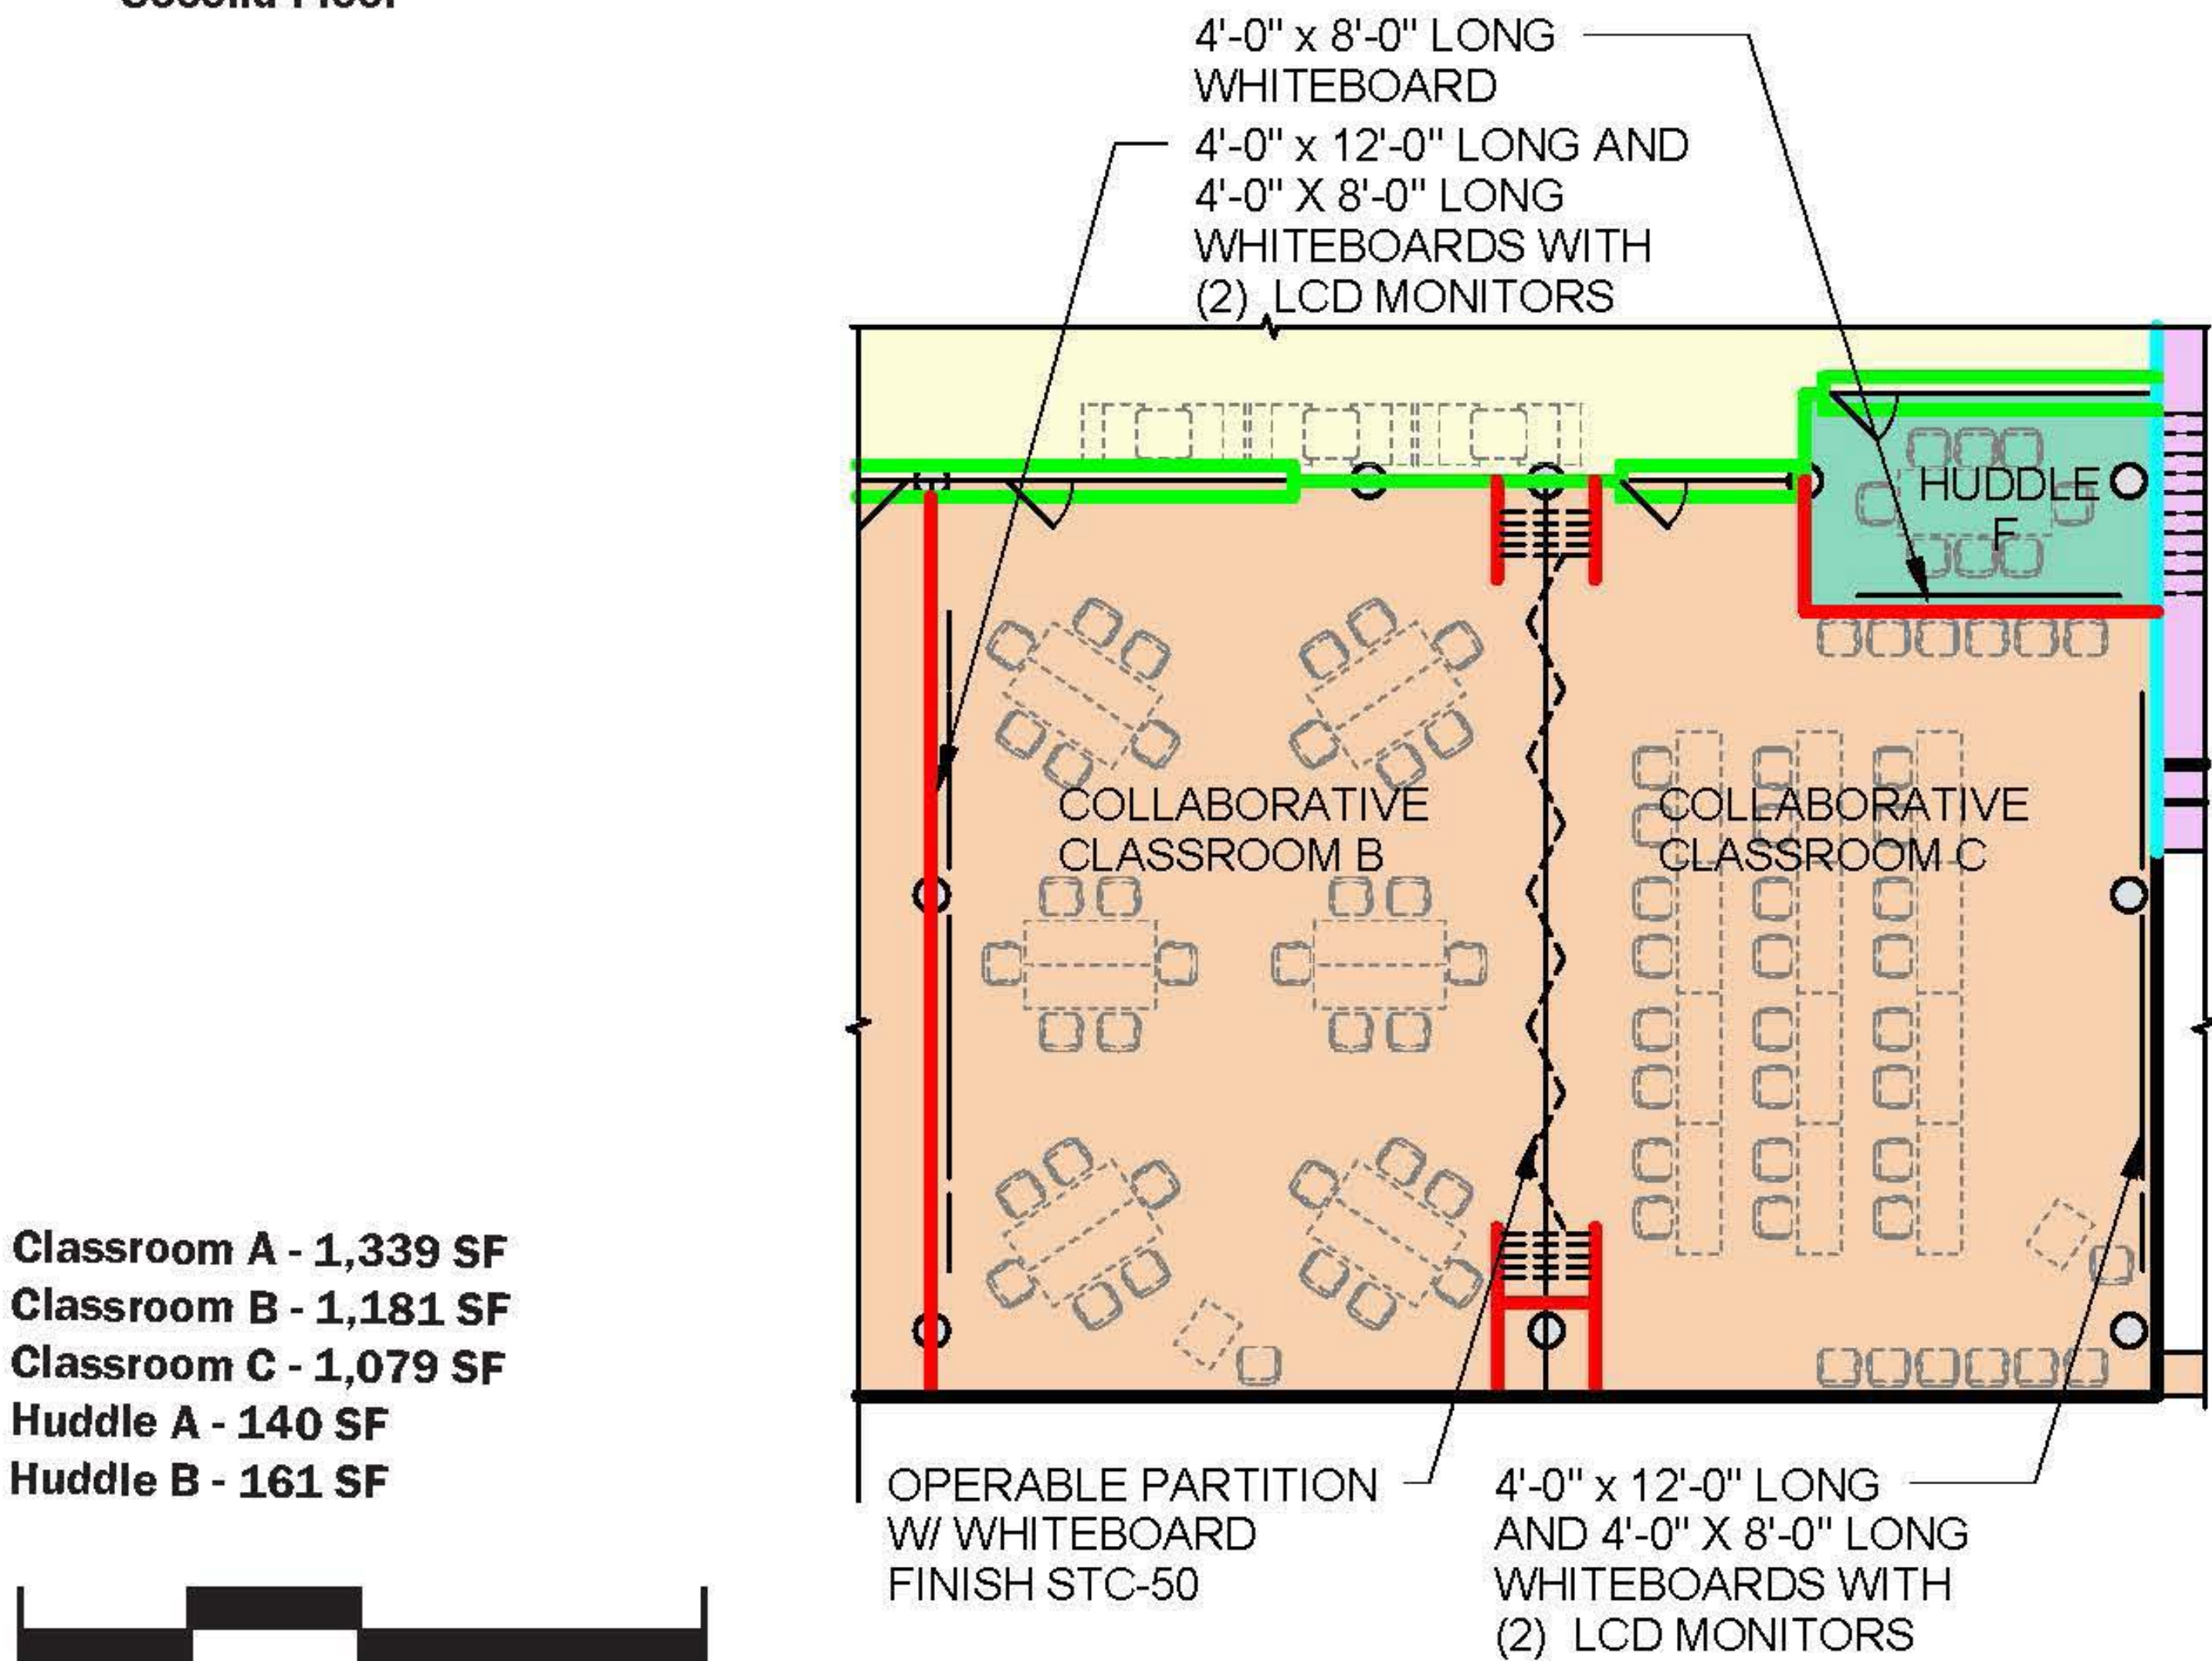 Second Floor
4'-0" x 8'-0" LONG
WHITEBOARD
4'-0" x 12'-0" LONG AND
4'-0" X 8'-0" LONG
WHITEBOARDS WITH
(2) LCD MONITORS
HUDDLE
F
COLLABORATIVE
CLASSROOM B
COLLABORATIVE
CLASSROOM C
Classroom A - 1,339 SF
Classroom B - 1,181 SF
Classroom C - 1,079 SF
Huddle A - 140 SF
Huddle B - 161 SF
OPERABLE PARTITION
W/ WHITEBOARD
FINISH STC-50
4'-0" x 12'-0" LONG
AND 4'-0" X 8'-0" LONG
WHITEBOARDS WITH
(2) LCD MONITORS